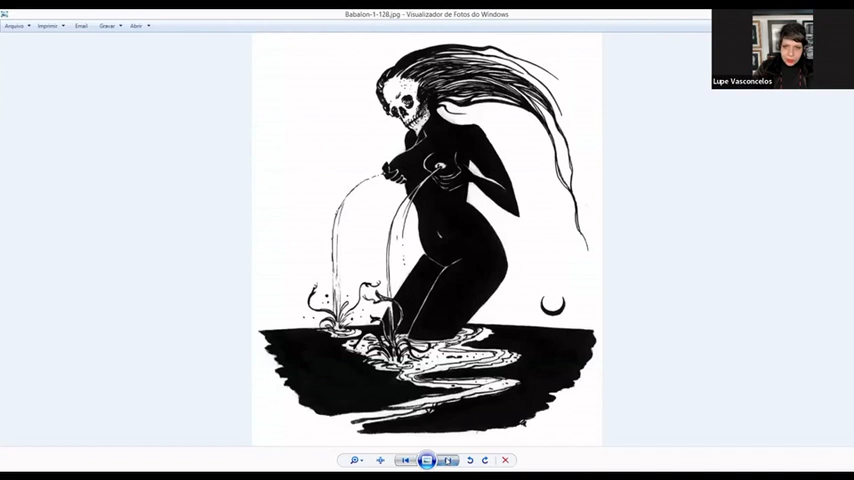 Babalon-1-128.jpg - Visualizador de Fotos do Windows
Arquivo Imprimir Email Gravar Abrir
Lupe Vasconcelos